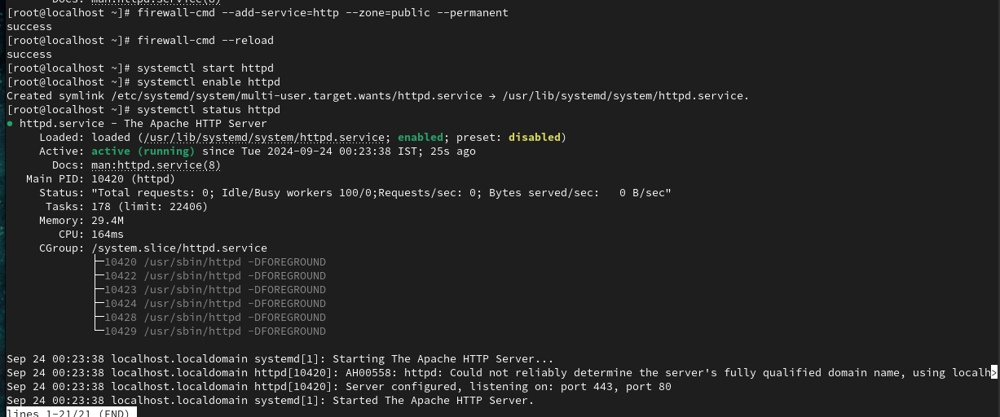 Docs: man:httpd.service(8)
[root@localhost ~]# firewall-cmd --add-service=http --zone=public --permanent
success
[root@localhost ~]# firewall-cmd --reload
success
[root@localhost ~]# systemctl start httpd
[root@localhost ~]# systemctl enable httpd
Created symlink /etc/systemd/system/multi-user.target.wants/httpd.service → /usr/lib/systemd/system/httpd.service.
[root@localhost ~]# systemctl status httpd
● httpd.service - The Apache HTTP Server
Loaded: loaded (/usr/lib/systemd/system/httpd.service; enabled; preset: disabled)
Active: active (running) since Tue 2024-09-24 00:23:38 IST; 25s ago
Docs: man:httpd.service(8)
Main PID: 10420 (httpd)
Status: "Total requests: 0; Idle/Busy workers 100/0;Requests/sec: 0; Bytes served/sec:   0 B/sec"
Tasks: 178 (limit: 22406)
Memory: 29.4M
CPU: 164ms
CGroup: /system.slice/httpd.service
├─10420 /usr/sbin/httpd -DFOREGROUND
├─10422 /usr/sbin/httpd -DFOREGROUND
├─10423 /usr/sbin/httpd -DFOREGROUND
├─10424 /usr/sbin/httpd -DFOREGROUND
├─10428 /usr/sbin/httpd -DFOREGROUND
└─10429 /usr/sbin/httpd -DFOREGROUND
Sep 24 00:23:38 localhost.localdomain systemd[1]: Starting The Apache HTTP Server...
Sep 24 00:23:38 localhost.localdomain httpd[10420]: AH00558: httpd: Could not reliably determine the server's fully qualified domain name, using localh>
Sep 24 00:23:38 localhost.localdomain httpd[10420]: Server configured, listening on: port 443, port 80
Sep 24 00:23:38 localhost.localdomain systemd[1]: Started The Apache HTTP Server.
lines 1-21/21 (END)